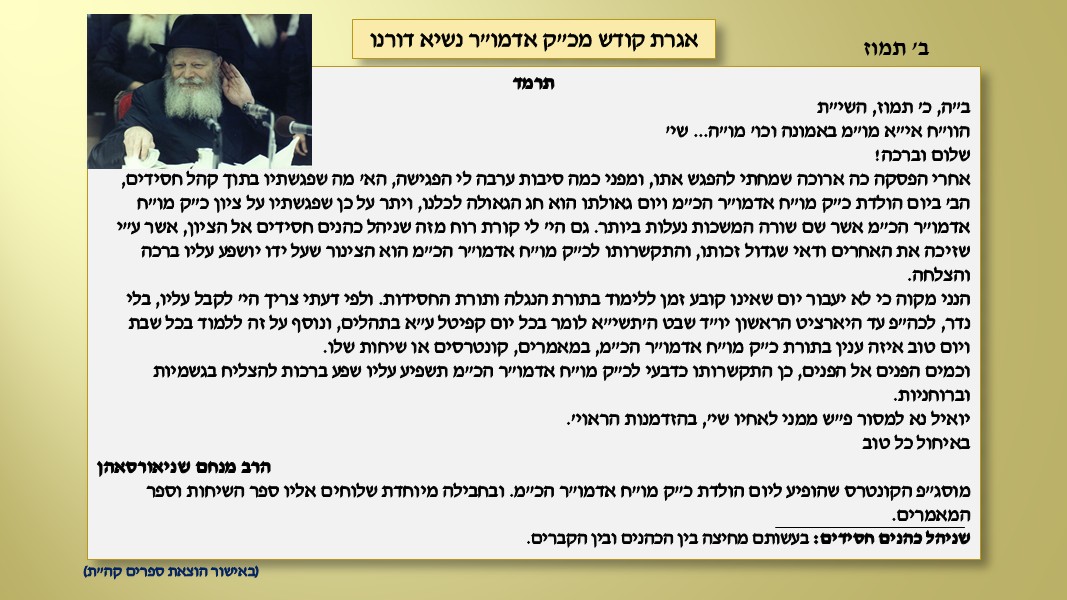 אגרת קודש מכ״ק אדמו״ר נשיא דורנו
ב׳ תמוז
תרמד
ב״ה, כ׳ תמוז, השי״ת
הוו״ח אי״א מו״מ באמונה וכו׳ מו״ה... שי׳
שלום וברכה!
אחרי הפסקה כה ארוכה שמחתי להפגש אתו, ומפני כמה סיבות ערבה לי הפגישה, הא׳ מה שפגשתיו בתוך קהל חסידים,
הב׳ ביום הולדת כ״ק מו״ח אדמו״ר הכ״מ ויום גאולתו הוא חג הגאולה לכלנו, ויתר על כן שפגשתיו על ציון כ״ק מו״ח
אדמו״ר הכ״מ אשר שם שורה המשכות נעלות ביותר. גם הי׳ לי קורת רוח מזה שניהל כהנים חסידים אל הציון, אשר ע״י
שזיכה את האחרים ודאי שגדול זכותו, והתקשרותו לכ״ק מו״ח אדמו״ר הכ״מ הוא הצינור שעל ידו יושפע עליו ברכה
והצלחה.
הנני מקוה כי לא יעבור יום שאינו קובע זמן ללימוד בתורת הנגלה ותורת החסידות. ולפי דעתי צריך הי׳ לקבל עליו, בלי
נדר, לכה״פ עד היארציט הראשון יו״ד שבט ה׳תשי״א לומר בכל יום קפיטל ע״א בתהלים, ונוסף על זה ללמוד בכל שבת
ויום טוב איזה ענין בתורת כ״ק מו״ח אדמו״ר הכ״מ, במאמרים, קונטרסים או שיחות שלו.
וכמים הפנים אל הפנים, כן התקשרותו כדבעי לכ״ק מו״ח אדמו״ר הכ״מ תשפיע עליו שפע ברכות להצליח בגשמיות
וברוחניות.
יואיל נא למסור פ״ש ממני לאחיו שי׳, בהזדמנות הראוי׳.
באיחול כל טוב
הרב מנחם שניאורסאהן
מוסג״פ הקונטרס שהופיע ליום הולדת כ״ק מו״ח אדמו״ר הכ״מ. ובחבילה מיוחדת שלוחים אליו ספר השיחות וספר
המאמרים.
שניהל כהנים חסידים: בעשותם מחיצה בין הכהנים ובין הקברים.
(באישור הוצאת ספרים קה״ת)